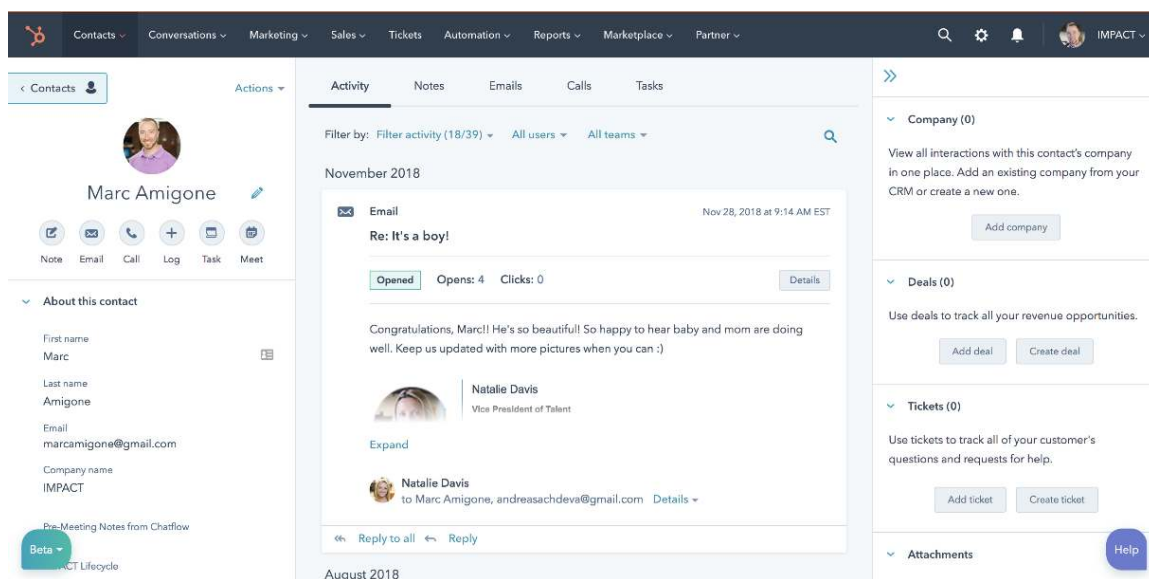 Contacts
Conversations
Marketing
Sales
Tickets
Automation
Reports
Marketplace
Partner
IMPACT
Contacts
Actions
Marc Amigone
Note
Email
Call
Log
Task
Meet
About this contact
First name
Marc
Last name
Amigone
Email
marcamigone@gmail.com
Company name
IMPACT
Pre-Meeting Notes from Chatflow
Beta
Lifecycle
Activity
Notes
Emails
Calls
Tasks
Filter by: Filter activity (18/39) All users All teams
November 2018
Email
Nov 28, 2018 at 9:14 AM EST
Re: It's a boy!
Opened Opens: 4 Clicks: 0
Details
Congratulations, Marc!! He's so beautiful! So happy to hear baby and mom are doing
well. Keep us updated with more pictures when you can :)
Natalie Davis
Vice President of Talent
Expand
Natalie Davis
to Marc Amigone, andreasachdeva@gmail.com Details
Reply to all Reply
August 2018
Company (0)
View all interactions with this contact's company
in one place. Add an existing company from your
CRM or create a new one.
Add company
Deals (0)
Use deals to track all your revenue opportunities.
Add deal
Create deal
Tickets (0)
Use tickets to track all of your customer's
questions and requests for help.
Add ticket
Create ticket
Attachments
Help